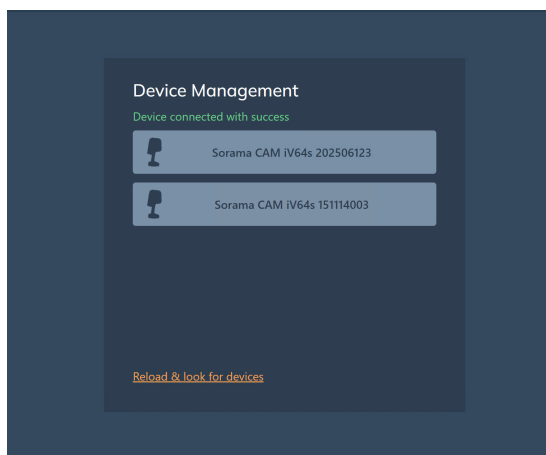 Device Management
Device connected with success
Sorama CAM iV64s 202506123
Sorama CAM iV64s 151114003
Reload & look for devices